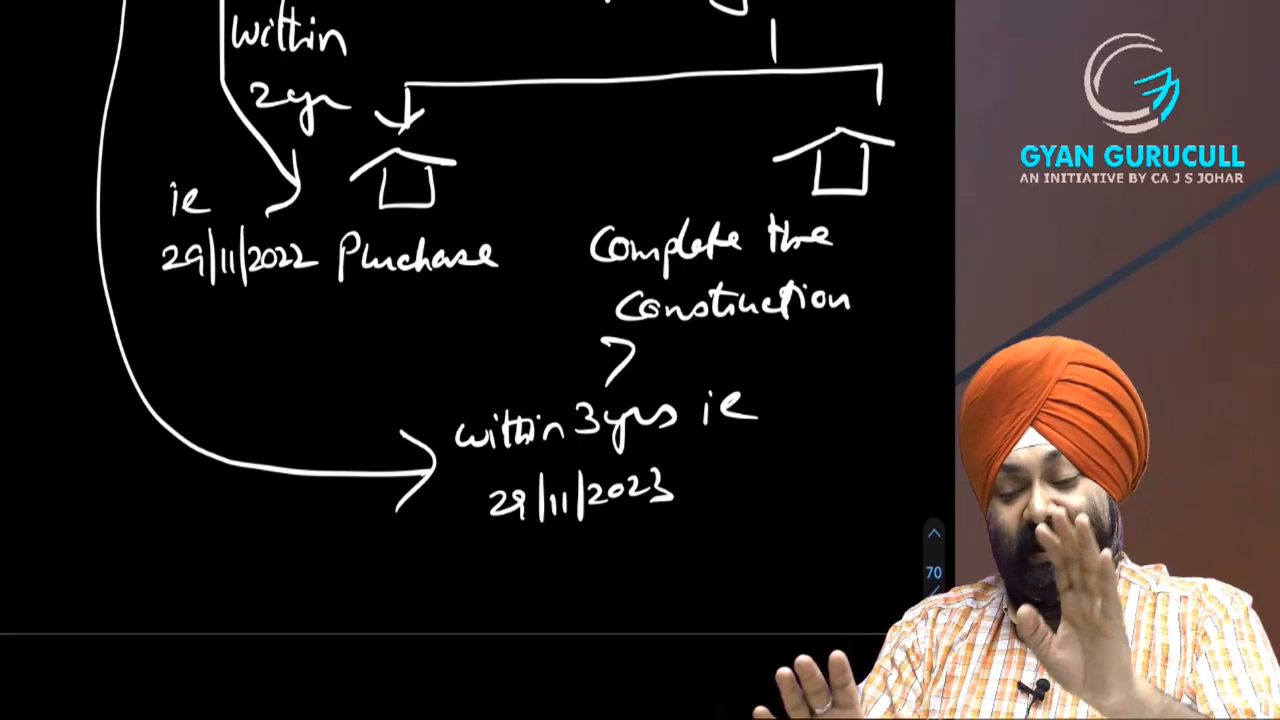 within
2yr
ie
29/11/2022 Purchase
Complete the
Construction
within 3yrs ie
29/11/2023
GYAN GURUCULL
AN INITIATIVE BY CA J S JOHAR
70